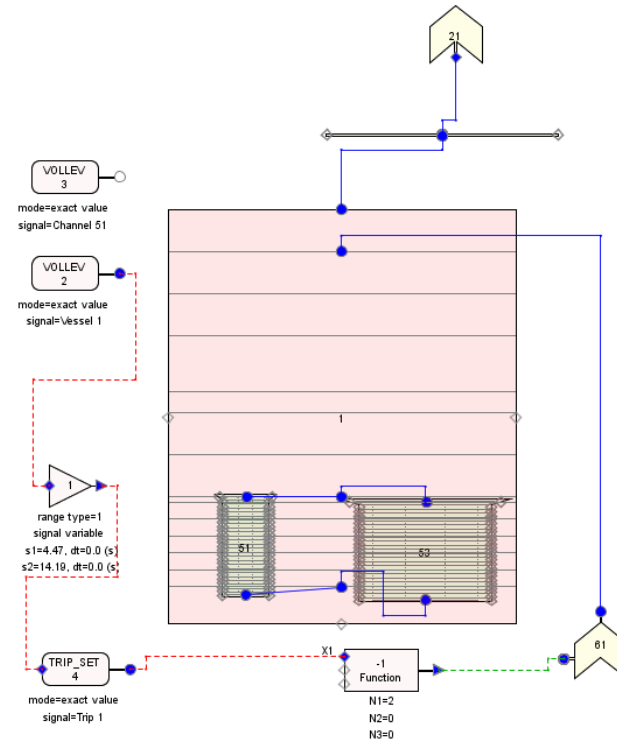 21
VOLLEV
3
mode=exact value
signal=Channel 51
VOLLEV
2
mode=exact value
signal=Vessel 1
1
1
range type=1
signal variable
s1=4.47, dt=0.0 (s)
s2=14.19, dt=0.0 (s)
51
53
TRIP_SET
4
mode=exact value
signal=Trip 1
X1
-1
Function
N1=2
N2=0
N3=0
61